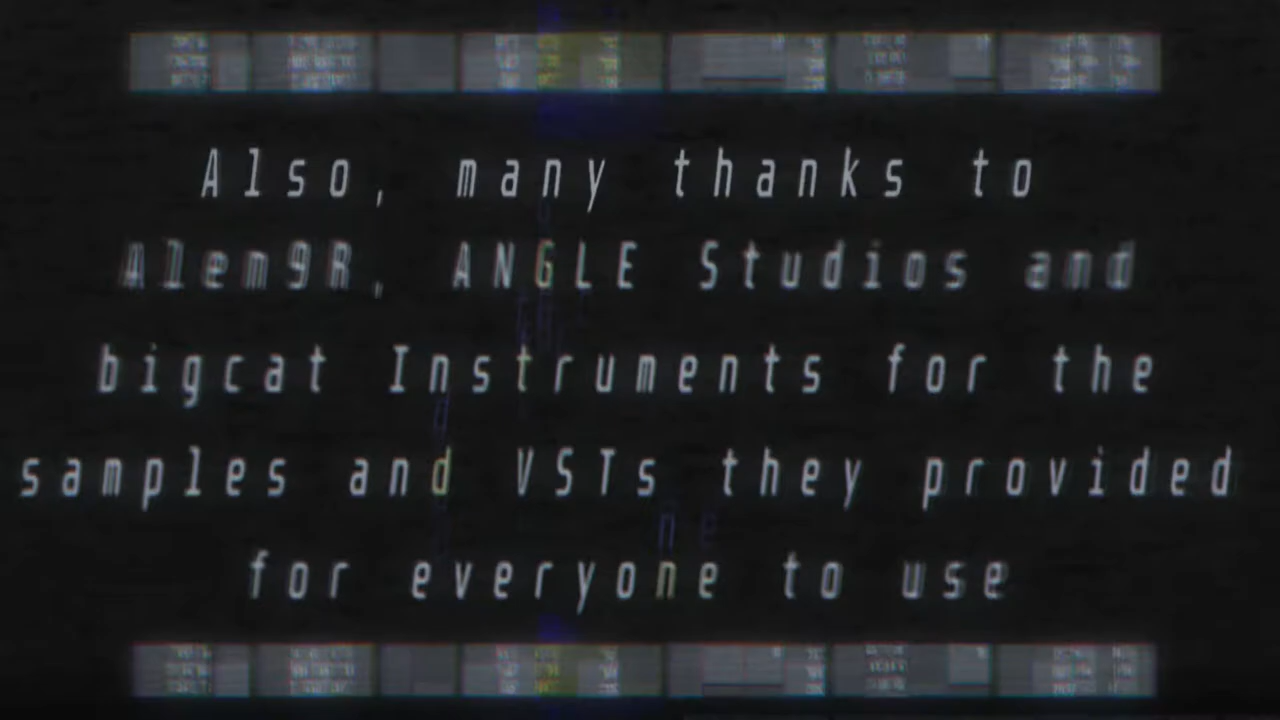 Also, many thanks to
Alem9R, ANGLE Studios and
bigcat Instruments for the
samples and VSTs they provided
for everyone to use